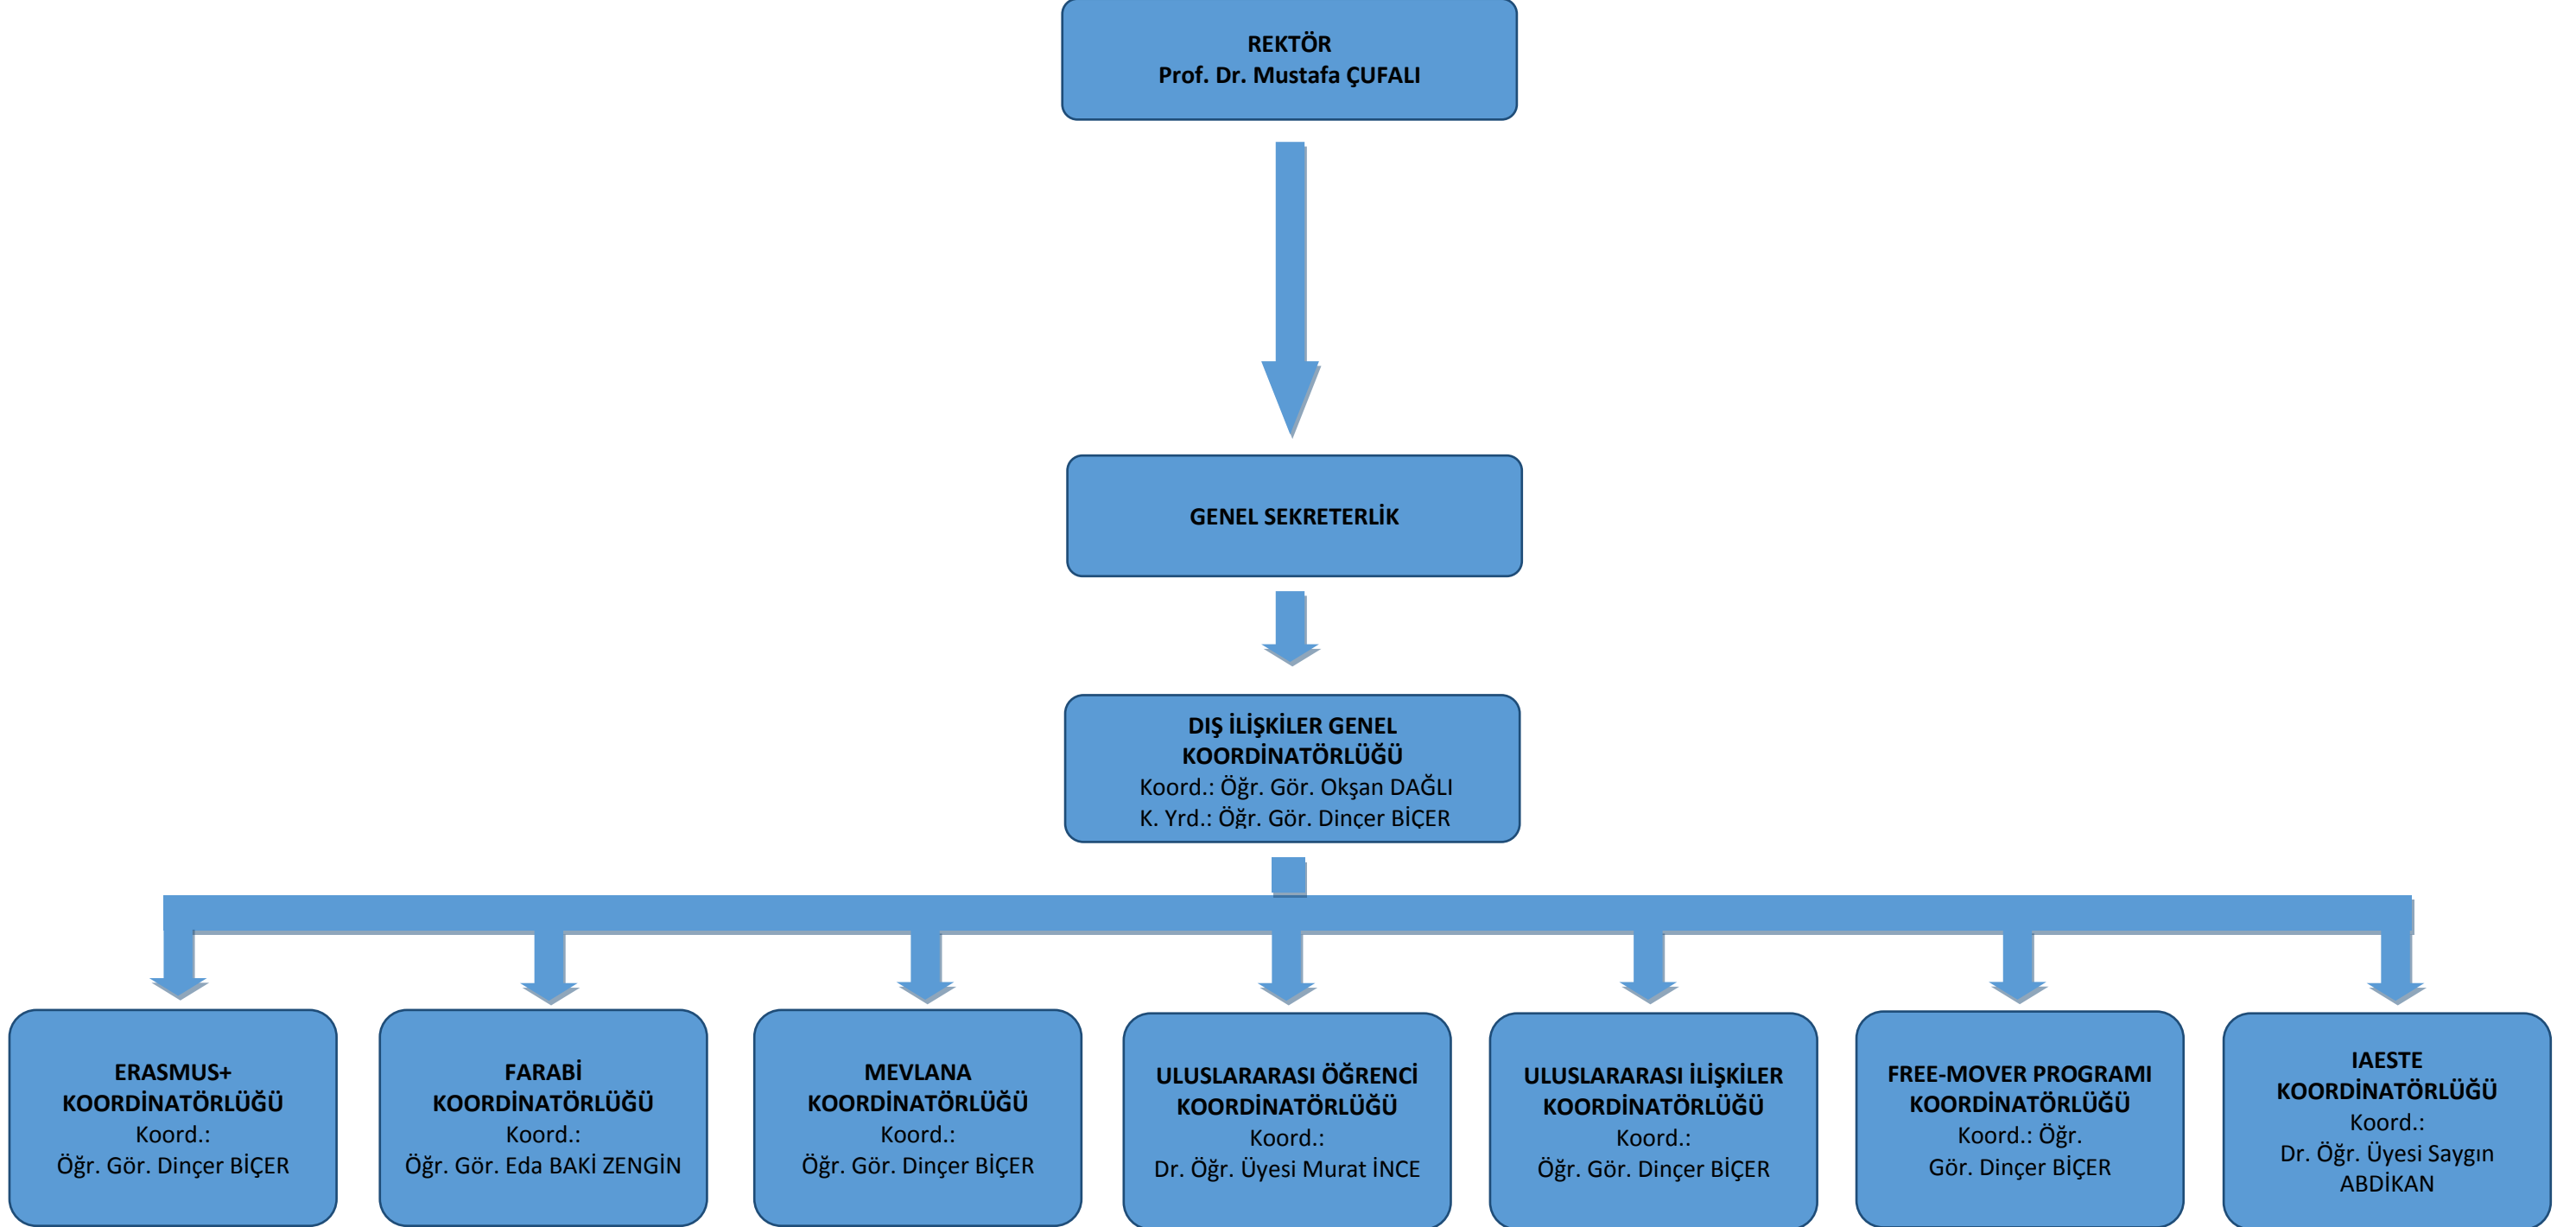 REKTÖR
Prof. Dr. Mustafa ÇUFALI
GENEL SEKRETERLİK
DIŞ İLİŞKİLER GENEL
KOORDİNATÖRLÜĞÜ
Koord.: Öğr. Gör. Okşan DAĞLI
K. Yrd.: Öğr. Gör. Dinçer BİÇER
ERASMUS+
KOORDİNATÖRLÜĞÜ
Koord.:
Öğr. Gör. Dinçer BİÇER
FARABİ
KOORDİNATÖRLÜĞÜ
Koord.:
Öğr. Gör. Eda BAKİ ZENGİN
MEVLANA
KOORDİNATÖRLÜĞÜ
Koord.:
Öğr. Gör. Dinçer BİÇER
ULUSLARARASI ÖĞRENCİ
KOORDİNATÖRLÜĞÜ
Koord.:
Dr. Öğr. Üyesi Murat İNCE
ULUSLARARASI İLİŞKİLER
KOORDİNATÖRLÜĞÜ
Koord.:
Öğr. Gör. Dinçer BİÇER
FREE-MOVER PROGRAMI
KOORDİNATÖRLÜĞÜ
Koord.: Öğr.
Gör. Dinçer BİÇER
IAESTE
KOORDİNATÖRLÜĞÜ
Koord.:
Dr. Öğr. Üyesi Saygın
ABDİKAN